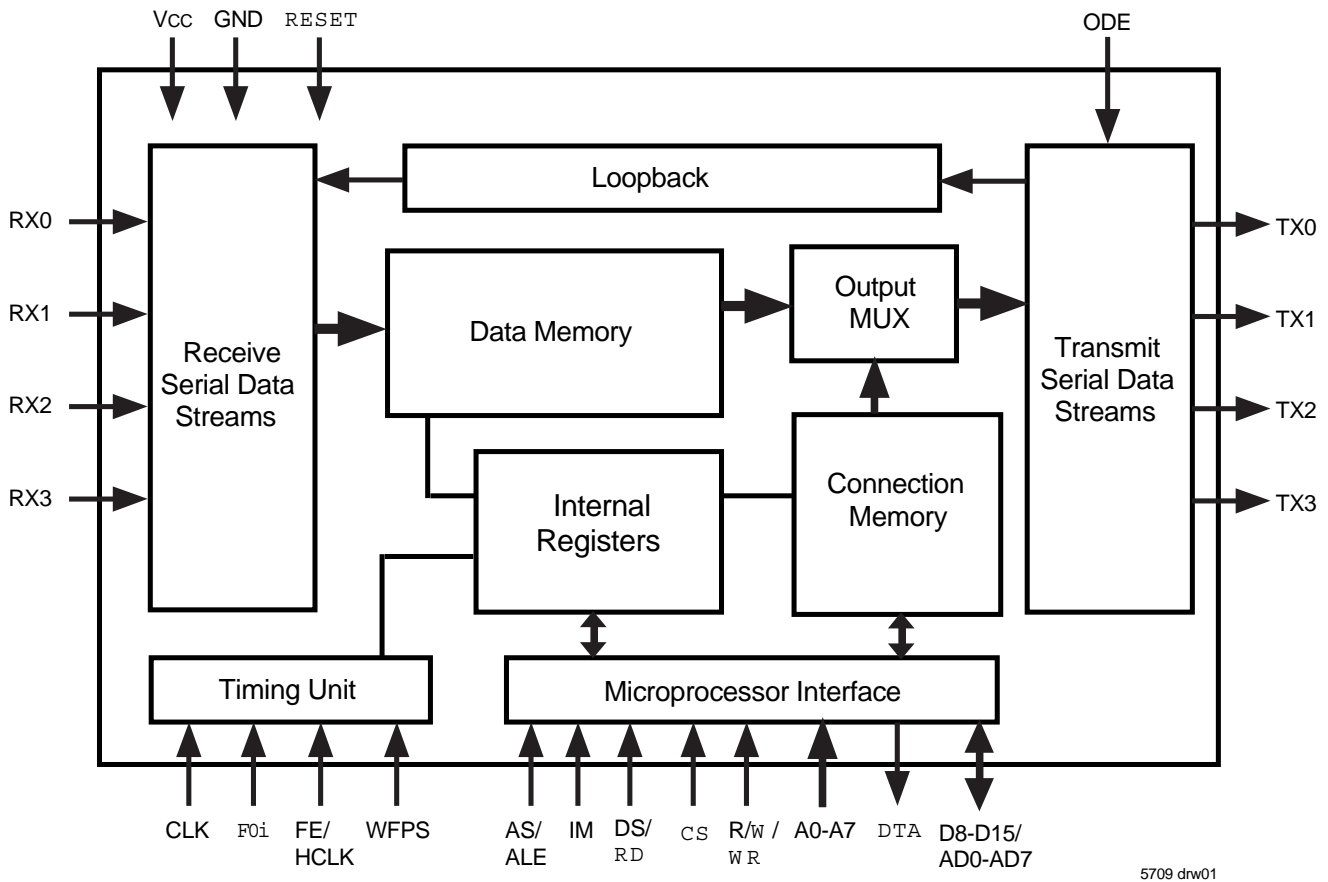 Vcc GND RESET ODE
Loopback
RX0 TX0
Output
MUX
RX1 TX1
Data Memory
Receive
Serial Data
Streams
Transmit
Serial Data
Streams
RX2 TX2
Connection
Memory
RX3 TX3
Internal
Registers
Timing Unit Microprocessor Interface
CLK F0i FE/
HCLK WFPS AS/
ALE IM DS/
RD CS R/W /
WR A0-A7 DTA D8-D15/
AD0-AD7
5709 drw01